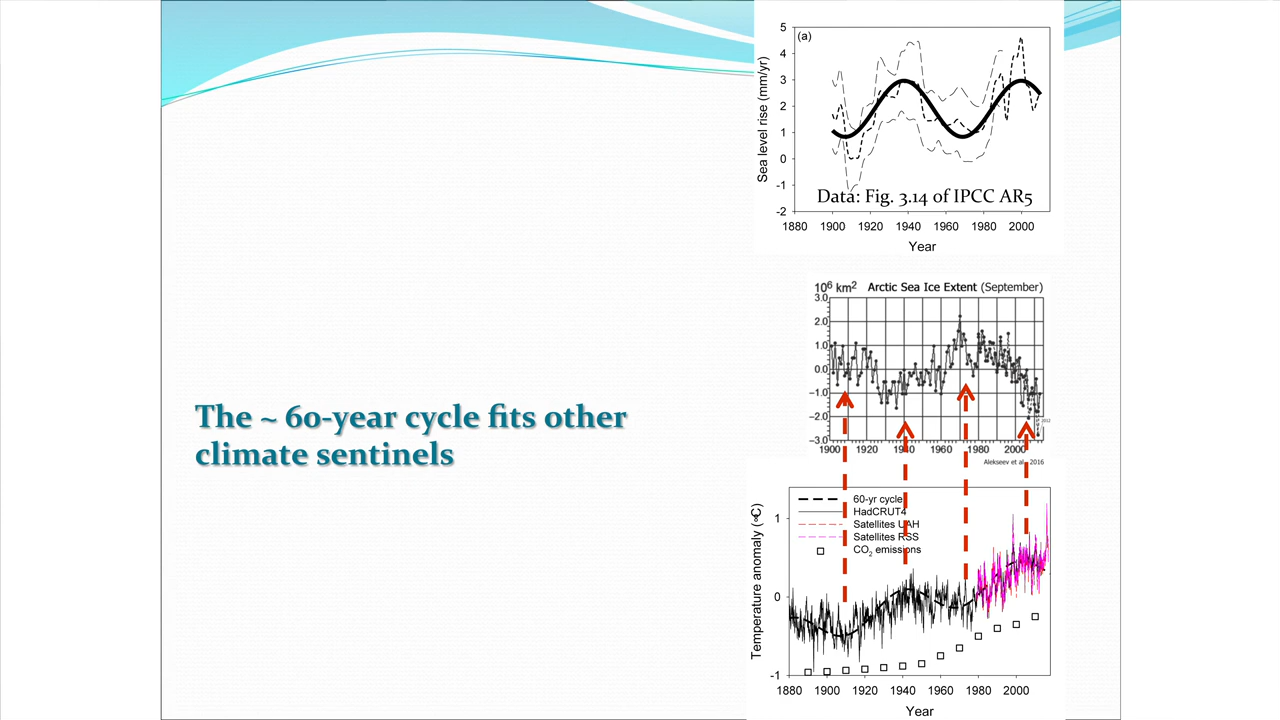 The ~ 60-year cycle fits other
climate sentinels
5
4
3
2
1
0
-1
-2
(a)
Sea level rise (mm/yr)
Data: Fig. 3.14 of IPCC AR5
1880 1900 1920 1940 1960 1980 2000
Year
10⁶ km² Arctic Sea Ice Extent (September)
3.0
2.0
1.0
0.0
−1.0
−2.0
−3.0
2012
1900 1920 1940 1960 1980 2000
Alekseev et al., 2016
Temperature anomaly (°C)
1
0
-1
60-yr cycle
HadCRUT4
Satellites UAH
Satellites RSS
CO₂ emissions
1880 1900 1920 1940 1960 1980 2000
Year